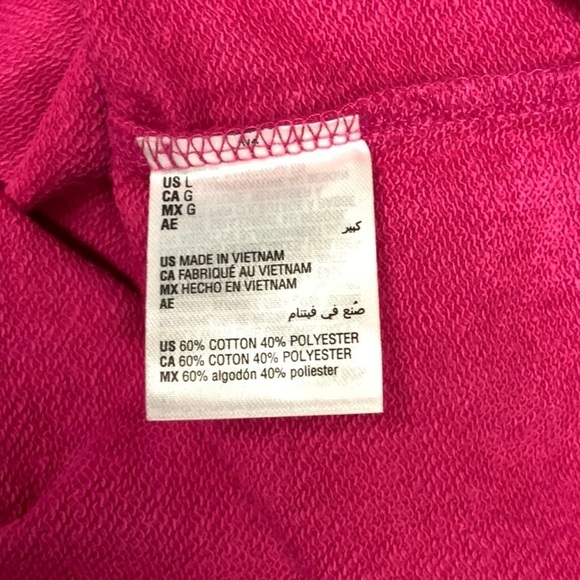 US L
CA G
MX G
AE
كبير
US MADE IN VIETNAM
CA FABRIQUÉ AU VIETNAM
MX HECHO EN VIETNAM
AE
صُنع في فيتنام
US 60% COTTON 40% POLYESTER
CA 60% COTON 40% POLYESTER
MX 60% algodón 40% poliester